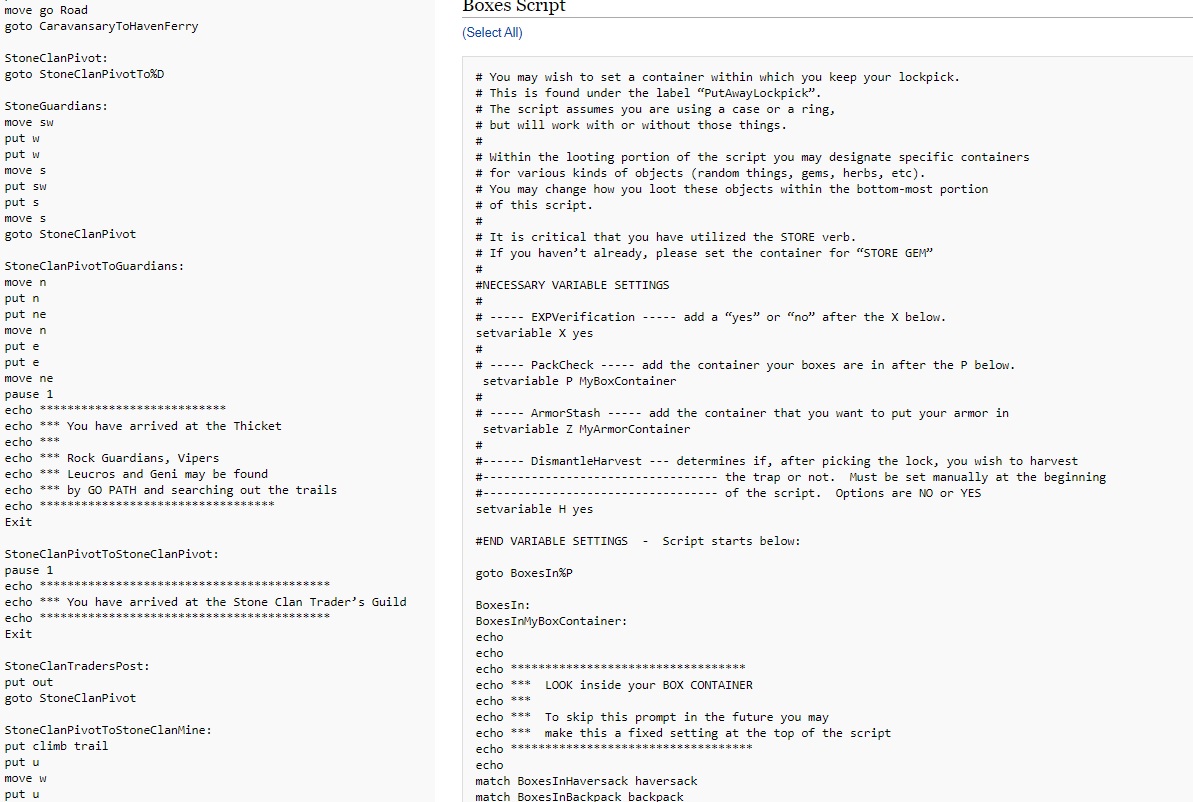 move go Road
goto CaravansaryToHavenFerry
StoneClanPivot:
goto StoneClanPivotTo%D
StoneGuardians:
move sw
put w
put w
move s
put sw
put s
move s
goto StoneClanPivot
StoneClanPivotToGuardians:
move n
put n
put ne
move n
put e
put e
move ne
pause 1
echo ***************************
echo *** You have arrived at the Thicket
echo ***
echo *** Rock Guardians, Vipers
echo *** Leucros and Geni may be found
echo *** by GO PATH and searching out the trails
echo **********************************
Exit
StoneClanPivotToStoneClanPivot:
pause 1
echo ******************************************
echo *** You have arrived at the Stone Clan Trader’s Guild
echo ******************************************
Exit
StoneClanTradersPost:
put out
goto StoneClanPivot
StoneClanPivotToStoneClanMine:
put climb trail
put u
move w
put u
Boxes Script
(Select All)
# You may wish to set a container within which you keep your lockpick.
# This is found under the label “PutAwayLockpick”.
# The script assumes you are using a case or a ring,
# but will work with or without those things.
#
# Within the looting portion of the script you may designate specific containers
# for various kinds of objects (random things, gems, herbs, etc).
# You may change how you loot these objects within the bottom-most portion
# of this script.
#
# It is critical that you have utilized the STORE verb.
# If you haven’t already, please set the container for “STORE GEM”
#
#NECESSARY VARIABLE SETTINGS
#
# ----- EXPVerification ----- add a “yes” or “no” after the X below.
setvariable X yes
#
# ----- PackCheck ----- add the container your boxes are in after the P below.
setvariable P MyBoxContainer
#
# ----- ArmorStash ----- add the container that you want to put your armor in
setvariable Z MyArmorContainer
#
#------ DismantleHarvest --- determines if, after picking the lock, you wish to harvest
#---------------------------------- the trap or not.  Must be set manually at the beginning
#---------------------------------- of the script.  Options are NO or YES
setvariable H yes
#END VARIABLE SETTINGS  -  Script starts below:
goto BoxesIn%P
BoxesIn:
BoxesInMyBoxContainer:
echo
echo
echo **********************************
echo ***  LOOK inside your BOX CONTAINER
echo ***
echo ***  To skip this prompt in the future you may
echo ***  make this a fixed setting at the top of the script
echo ***********************************
echo
match BoxesInHaversack haversack
match BoxesInBackpack backpack